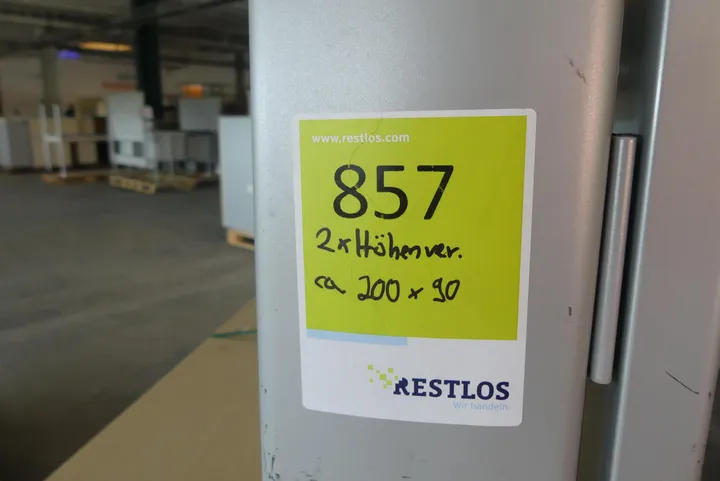 www.restlos.com
857
2x Höhenver.
ca 200 x 90
RESTLOS
Wir handeln.